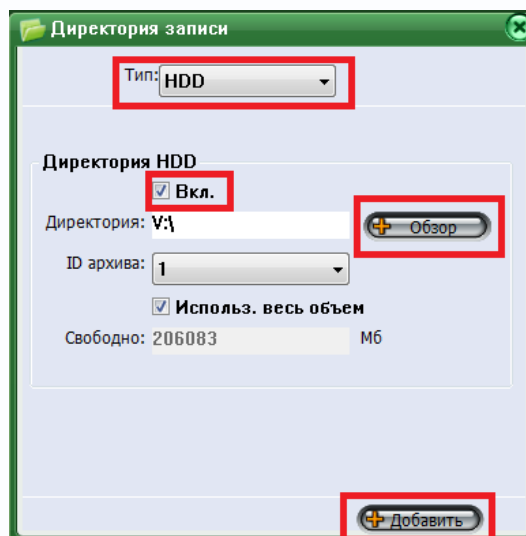 Директория записи
Тип: HDD
Директория HDD
Вкл.
Директория: V:\ Обзор
ID архива: 1
Использ. весь объем
Свободно: 206083 Мб
Добавить